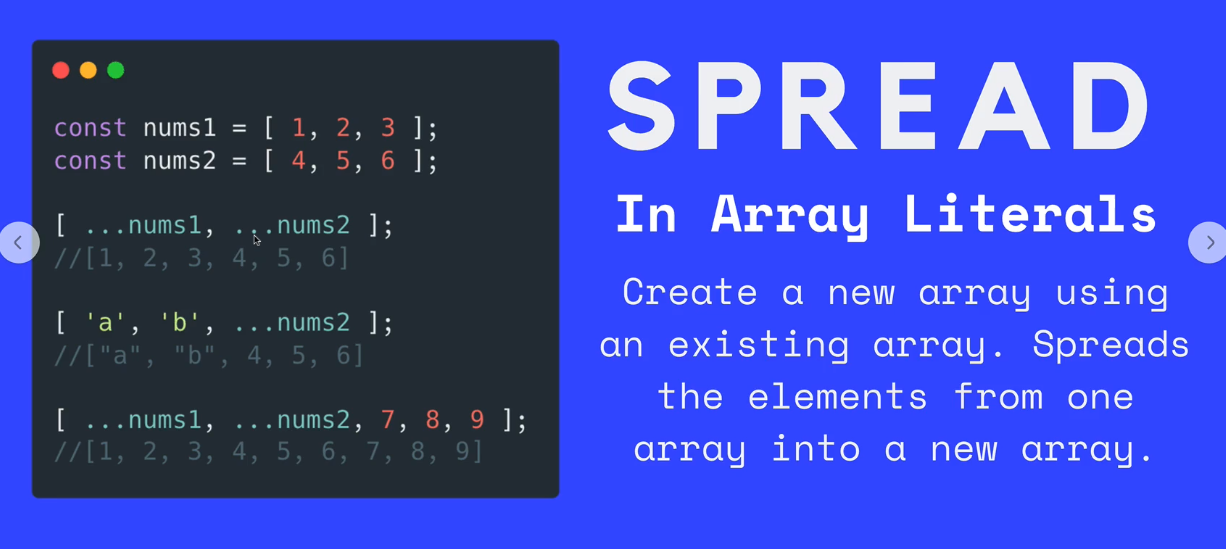 const nums1 = [ 1, 2, 3 ];
const nums2 = [ 4, 5, 6 ];
[ ...nums1, ...nums2 ];
//[1, 2, 3, 4, 5, 6]
[ 'a', 'b', ...nums2 ];
//["a", "b", 4, 5, 6]
[ ...nums1, ...nums2, 7, 8, 9 ];
//[1, 2, 3, 4, 5, 6, 7, 8, 9]
SPREAD
In Array Literals
Create a new array using
an existing array. Spreads
the elements from one
array into a new array.